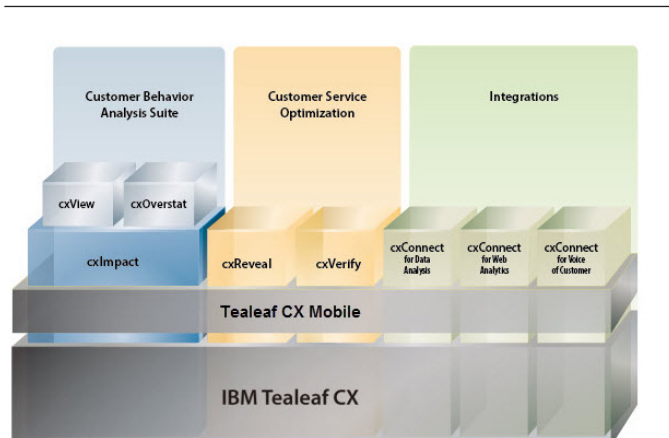 Customer Behavior
Analysis Suite
Customer Service
Optimization
Integrations
cxView
cxOverstat
cxImpact
cxReveal
cxVerify
cxConnect
for Data
Analysis
cxConnect
for Web
Analytics
cxConnect
for Voice
of Customer
Tealeaf CX Mobile
IBM Tealeaf CX